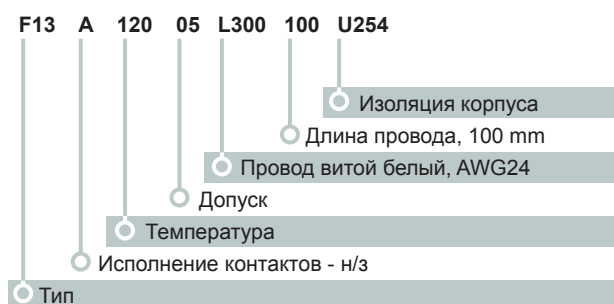 F13 A 120 05 L300 100 U254
Изоляция корпуса
Длина провода, 100 mm
Провод витой белый, AWG24
Допуск
Температура
Исполнение контактов - н/з
Тип